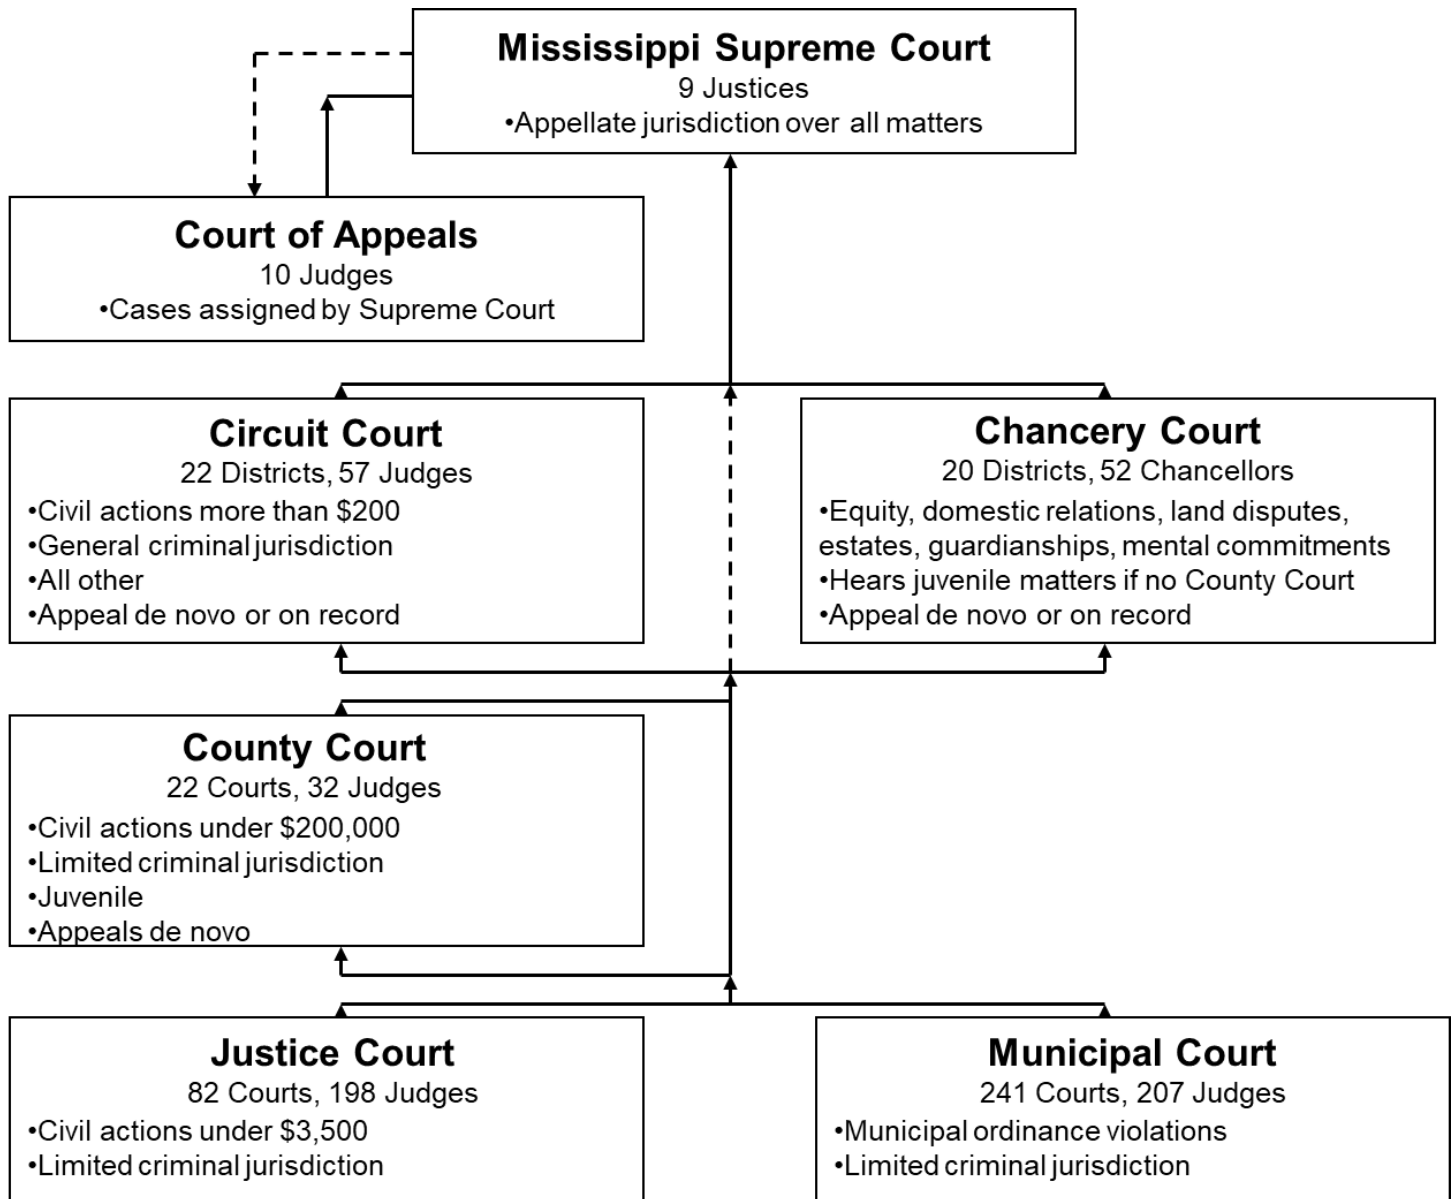 Mississippi Supreme Court
9 Justices
•Appellate jurisdiction over all matters
Court of Appeals
10 Judges
•Cases assigned by Supreme Court
Circuit Court
22 Districts, 57 Judges
•Civil actions more than $200
•General criminal jurisdiction
•All other
•Appeal de novo or on record
Chancery Court
20 Districts, 52 Chancellors
•Equity, domestic relations, land disputes,
estates, guardianships, mental commitments
•Hears juvenile matters if no County Court
•Appeal de novo or on record
County Court
22 Courts, 32 Judges
•Civil actions under $200,000
•Limited criminal jurisdiction
•Juvenile
•Appeals de novo
Justice Court
82 Courts, 198 Judges
•Civil actions under $3,500
•Limited criminal jurisdiction
Municipal Court
241 Courts, 207 Judges
•Municipal ordinance violations
•Limited criminal jurisdiction